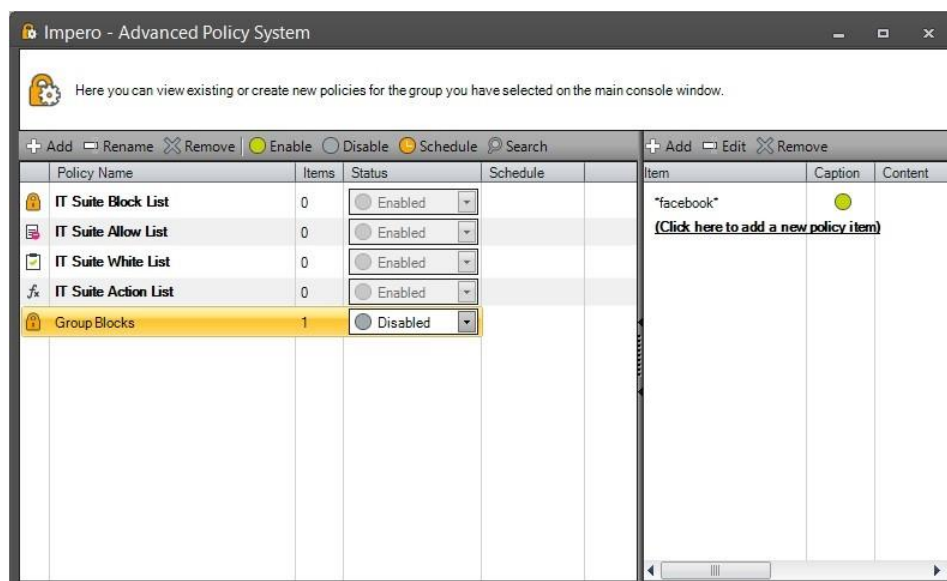 Impero - Advanced Policy System
Here you can view existing or create new policies for the group you have selected on the main console window.
Add Rename Remove Enable Disable Schedule Search
Policy Name Items Status Schedule
IT Suite Block List 0 Enabled
IT Suite Allow List 0 Enabled
IT Suite White List 0 Enabled
fx IT Suite Action List 0 Enabled
Group Blocks 1 Disabled
Add Edit Remove
Item Caption Content
*facebook*
(Click here to add a new policy item)